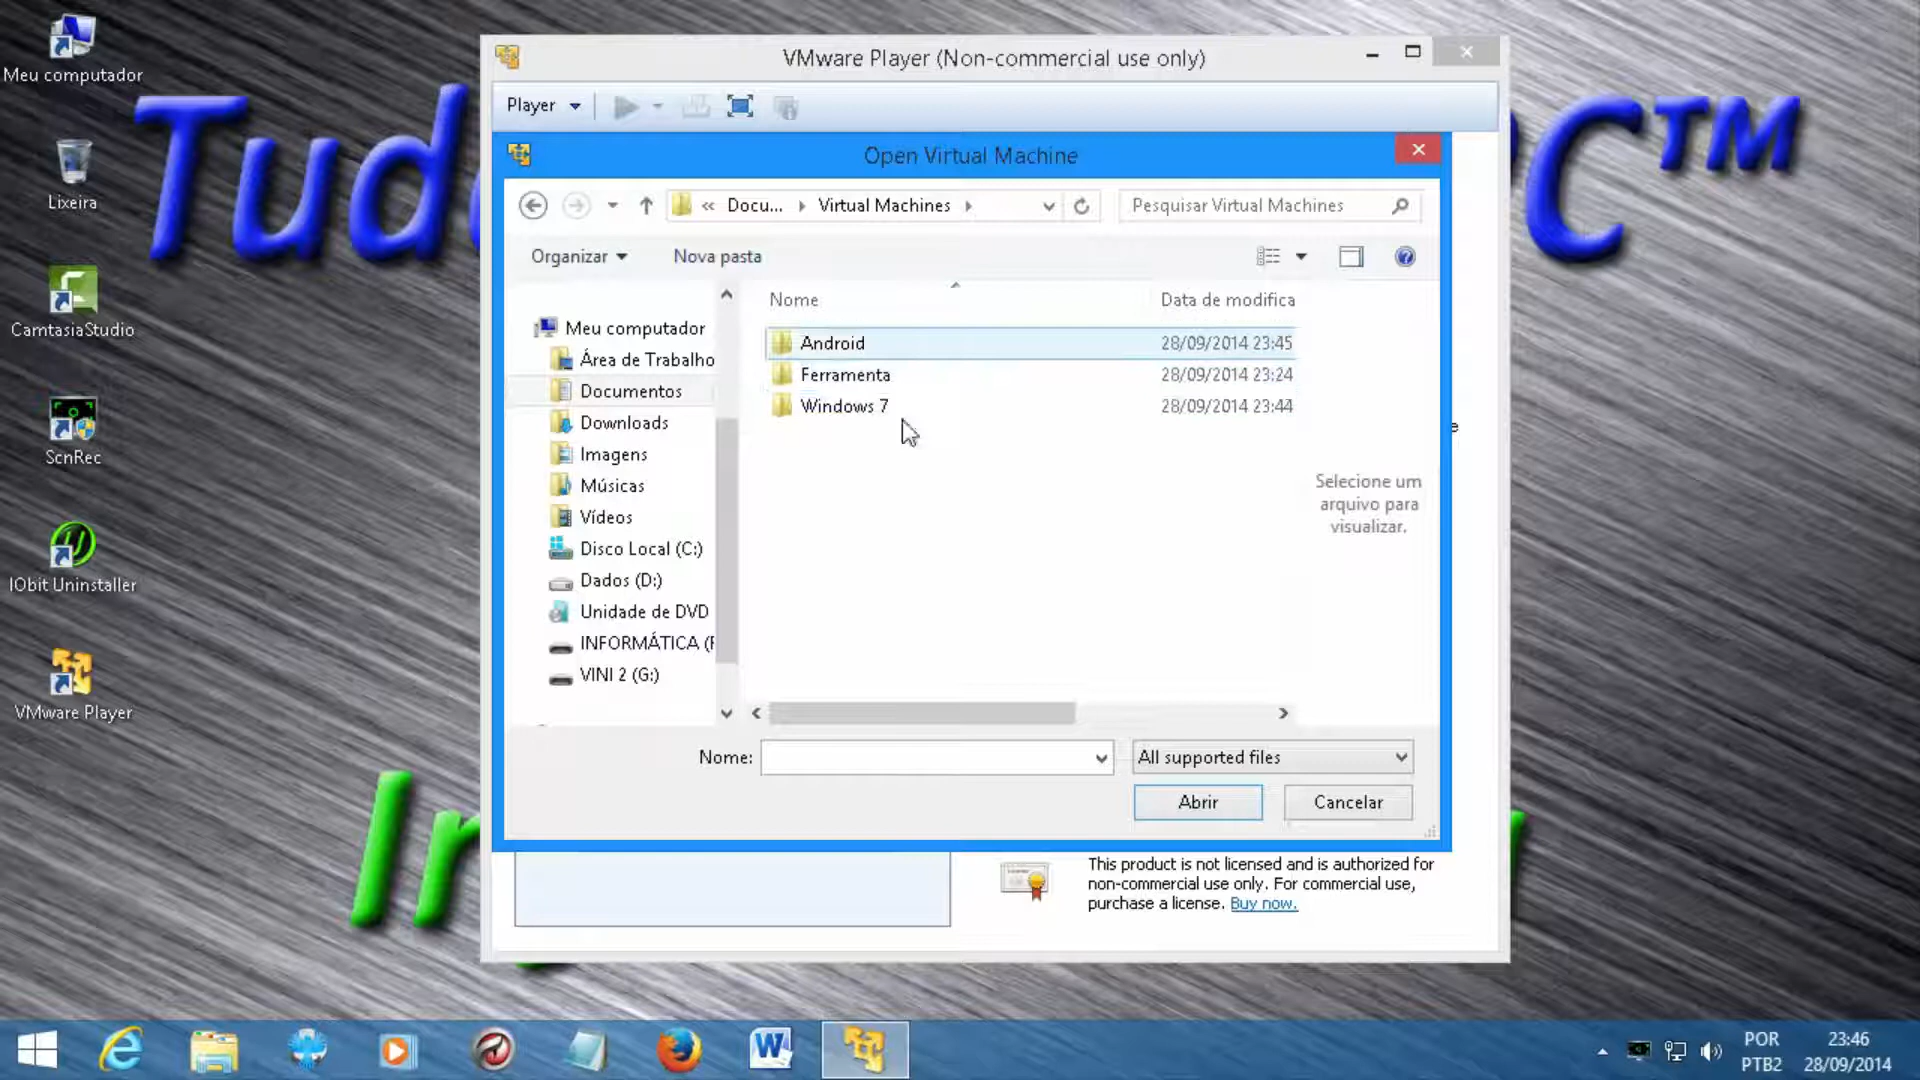 Meu computador
Lixeira
CamtasiaStudio
ScnRec
IObit Uninstaller
VMware Player
VMware Player (Non-commercial use only)
Player
Open Virtual Machine
« Docu... Virtual Machines
Pesquisar Virtual Machines
Organizar
Nova pasta
Nome
Data de modifica
Meu computador
Área de Trabalho
Documentos
Downloads
Imagens
Músicas
Vídeos
Disco Local (C:)
Dados (D:)
Unidade de DVD
INFORMÁTICA (F
VINI 2 (G:)
Android 28/09/2014 23:45
Ferramenta 28/09/2014 23:24
Windows 7 28/09/2014 23:44
Selecione um
arquivo para
visualizar.
Nome:
All supported files
Abrir
Cancelar
This product is not licensed and is authorized for
non-commercial use only. For commercial use,
purchase a license. Buy now.
POR
PTB2
23:46
28/09/2014